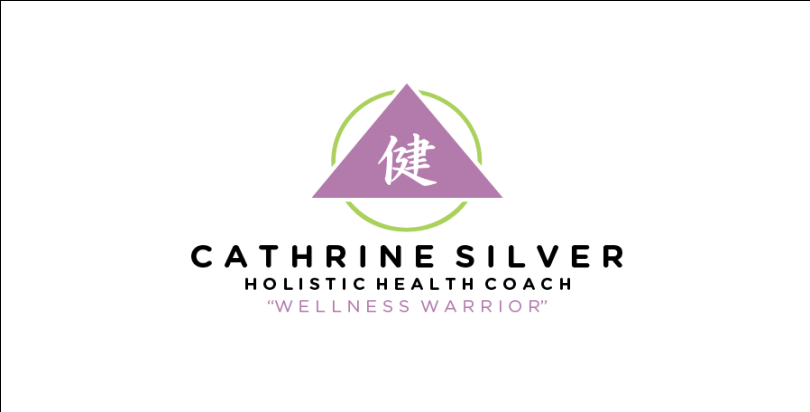 健
CATHRINE SILVER
HOLISTIC HEALTH COACH
“WELLNESS WARRIOR”